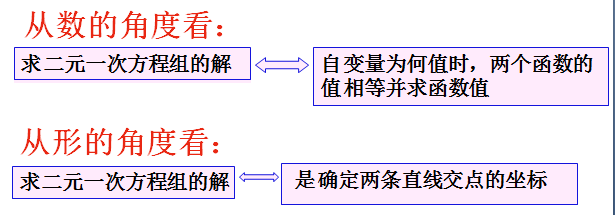 从数的角度看：
求二元一次方程组的解
自变量为何值时，两个函数的
值相等并求函数值
从形的角度看：
求二元一次方程组的解
是确定两条直线交点的坐标